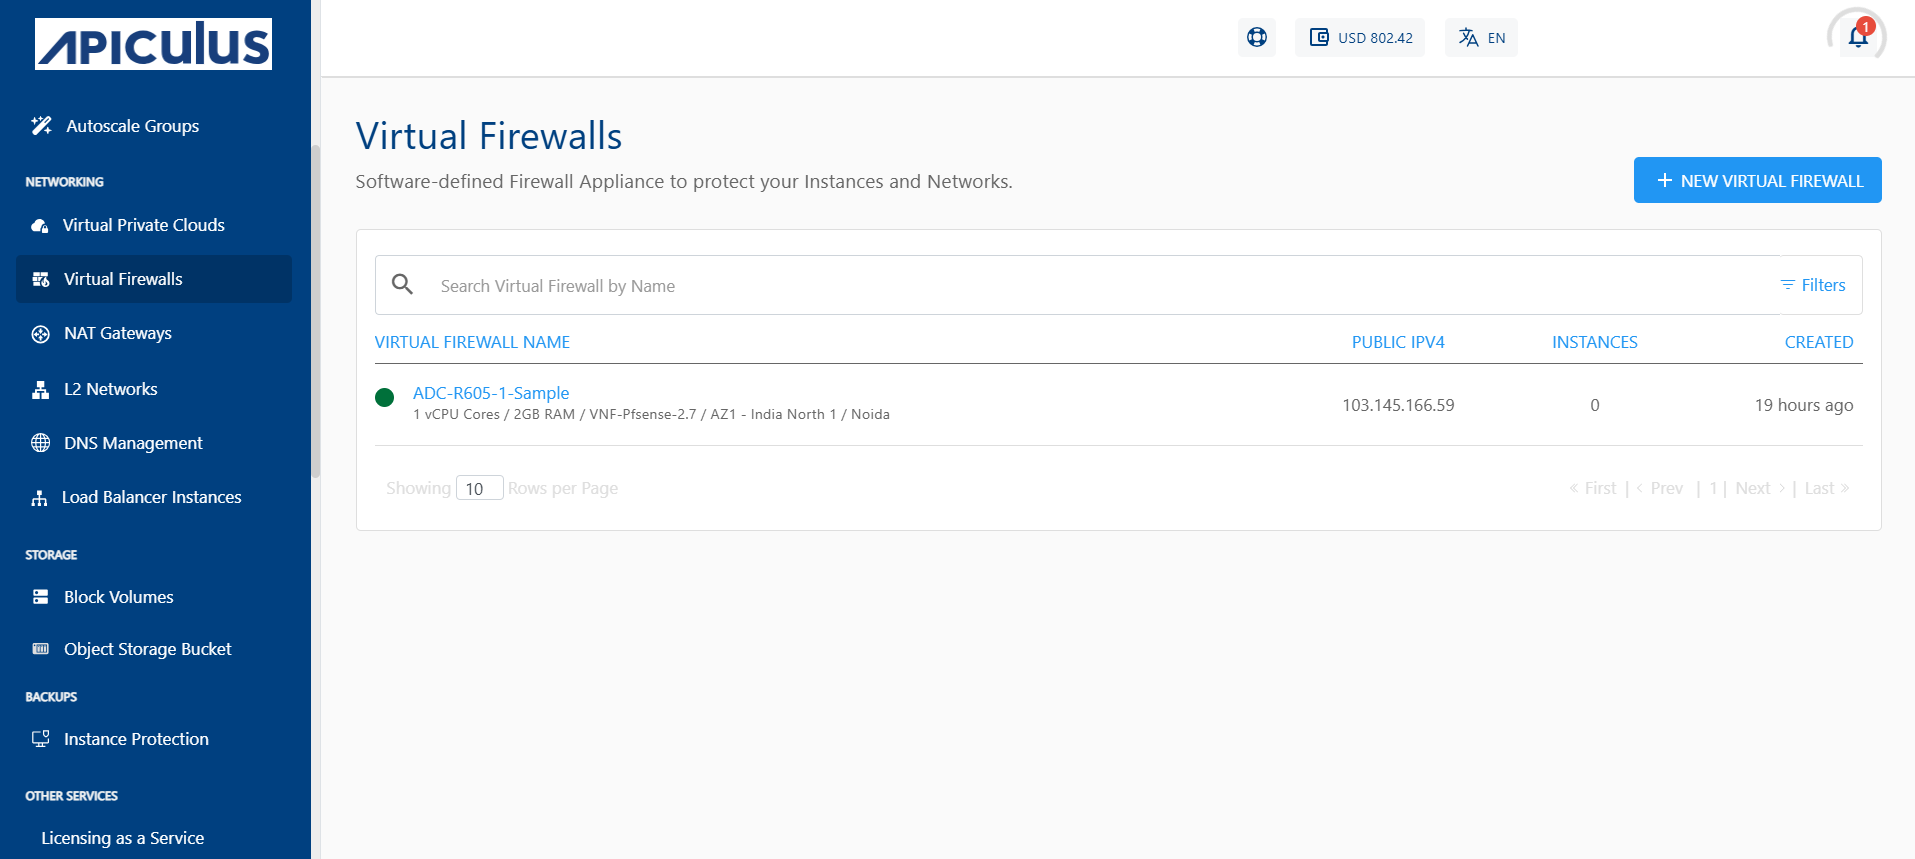 APICULUS
USD 802.42
EN
1
Autoscale Groups
NETWORKING
Virtual Private Clouds
Virtual Firewalls
NAT Gateways
L2 Networks
DNS Management
Load Balancer Instances
STORAGE
Block Volumes
Object Storage Bucket
BACKUPS
Instance Protection
OTHER SERVICES
Licensing as a Service
Virtual Firewalls
Software-defined Firewall Appliance to protect your Instances and Networks.
+ NEW VIRTUAL FIREWALL
Search Virtual Firewall by Name
Filters
VIRTUAL FIREWALL NAME PUBLIC IPV4 INSTANCES CREATED
ADC-R605-1-Sample
1 vCPU Cores / 2GB RAM / VNF-Pfsense-2.7 / AZ1 - India North 1 / Noida
103.145.166.59 0 19 hours ago
Showing 10 Rows per Page
« First | ‹ Prev | 1 | Next › | Last »